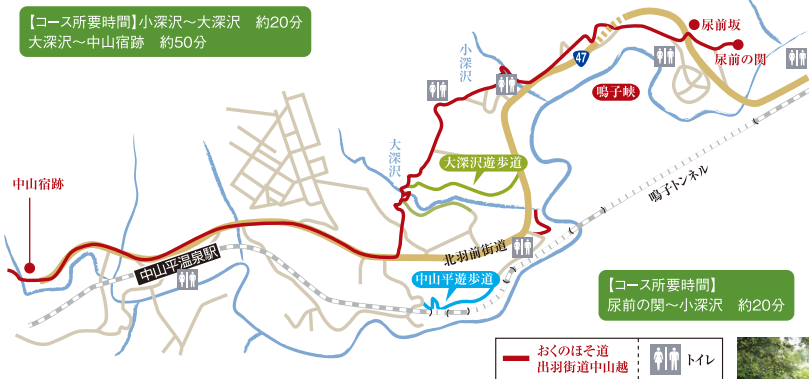 【コース所要時間】小深沢～大深沢　約20分
大深沢～中山宿跡　約50分
尿前坂
尿前の関
47
小深沢
鳴子峡
大深沢
大深沢遊歩道
鳴子トンネル
中山宿跡
北羽前街道
中山平温泉駅
中山平遊歩道
【コース所要時間】
尿前の関～小深沢　約20分
おくのほそ道
出羽街道中山越
トイレ